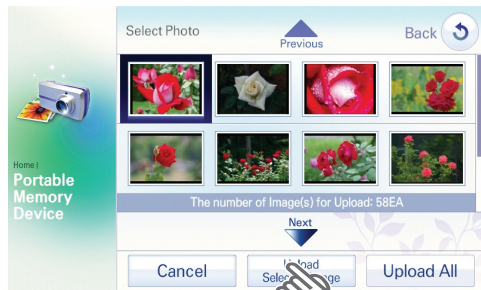 Select Photo
Previous
Back
Home |
Portable
Memory
Device
The number of Image(s) for Upload: 58EA
Next
Cancel
Upload All